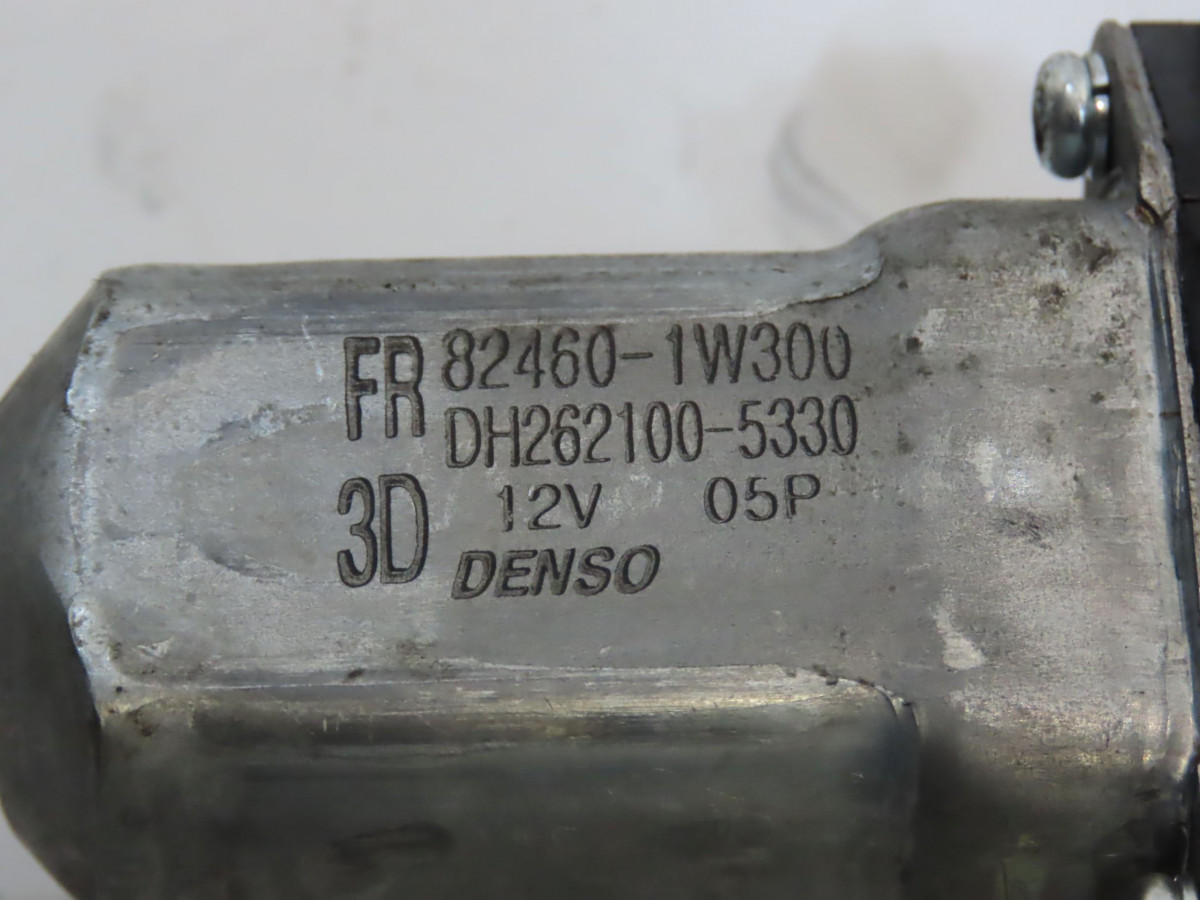 FR 82460-1W300
DH262100-5330
3D 12V 05P
DENSO